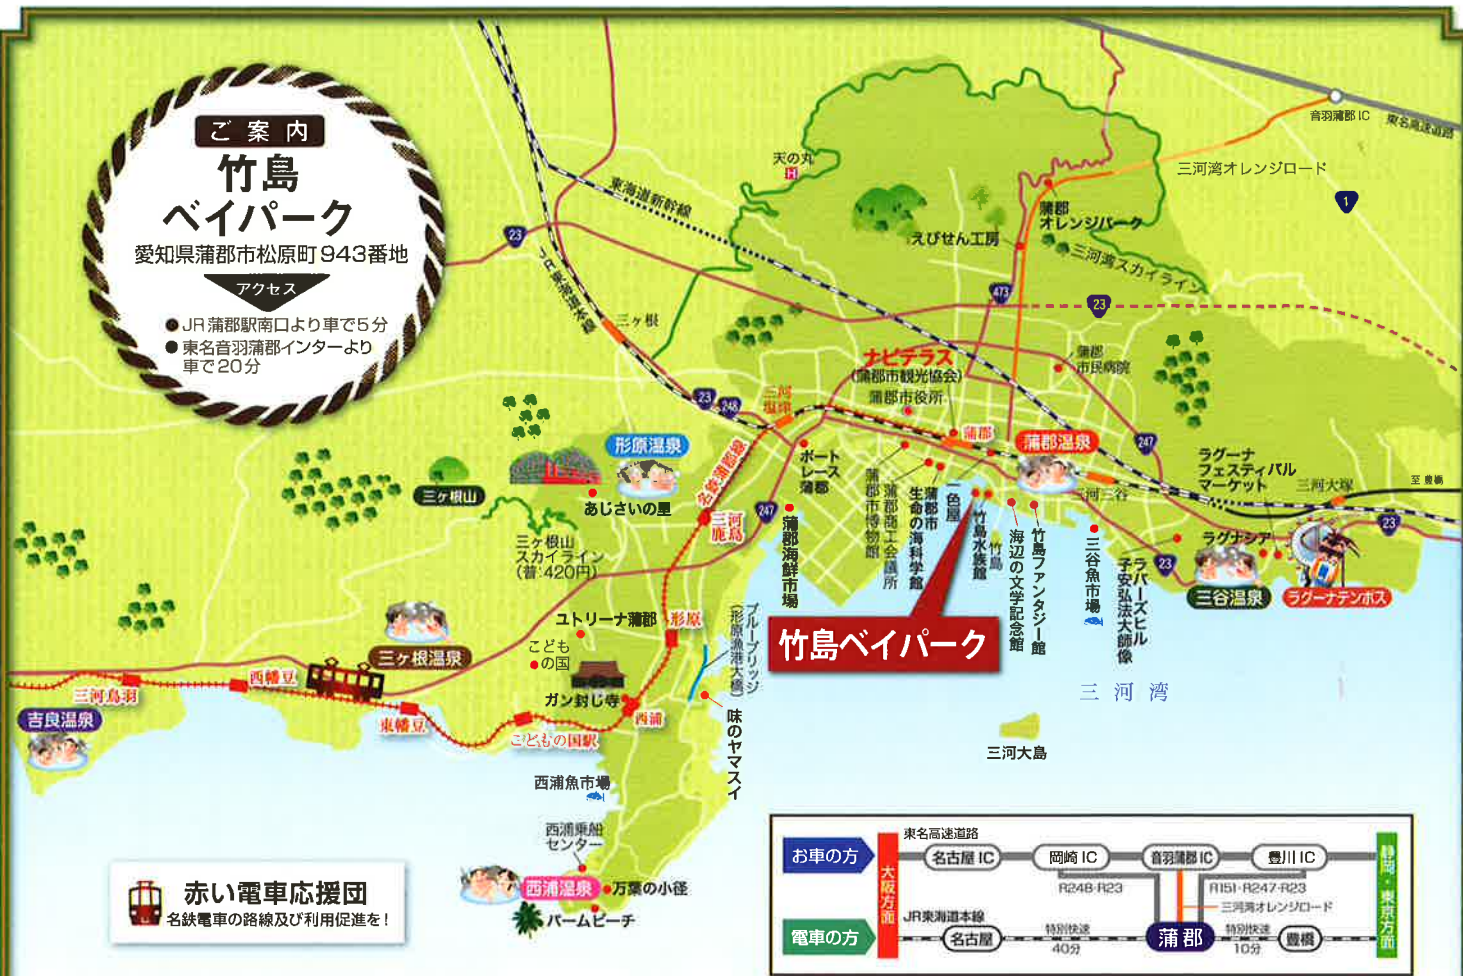 ご案内
竹島
ベイパーク
愛知県蒲郡市松原町943番地
アクセス
● JR蒲郡駅南口より車で5分
● 東名音羽蒲郡インターより
車で20分
音羽蒲郡IC
東名高速道路
三河湾オレンジロード
1
天の丸
H
東海道新幹線
蒲郡
オレンジパーク
えびせん工房
三河湾スカイライン
23
JR東海道本線
473
23
三ヶ根
ナビテラス
(蒲郡市観光協会)
蒲郡市役所
蒲郡
市民病院
23
248
三河
塩津
蒲郡
蒲郡温泉
247
ラグーナ
フェスティバル
マーケット
三河大塚
至豊橋
形原温泉
名鉄蒲郡線
ボート
レース
蒲郡
三河三谷
三ヶ根山
あじさいの里
三河
鹿島
247
蒲郡海鮮市場
蒲郡市博物館
蒲郡商工会議所
蒲郡市
生命の海科学館
一色屋
竹島水族館
竹島
海辺の文学記念館
竹島ファンタジー館
三谷魚市場
ラバーズヒル
子安弘法大師像
23
ラグナシア
23
三谷温泉
ラグーナテンボス
三ヶ根山
スカイライン
(普:420円)
ユトリーナ蒲郡
形原
ブルーブリッジ
(形原漁港大橋)
竹島ベイパーク
こども
の国
三ヶ根温泉
ガン封じ寺
西浦
味のヤマスイ
三河湾
三河鳥羽
西幡豆
東幡豆
こどもの国駅
吉良温泉
三河大島
西浦魚市場
西浦乗船
センター
西浦温泉
万葉の小径
パームビーチ
赤い電車応援団
名鉄電車の路線及び利用促進を!
お車の方
大阪方面
東名高速道路
名古屋IC
岡崎IC
音羽蒲郡IC
豊川IC
静岡・東京方面
R248・R23
R151・R247・R23
三河湾オレンジロード
電車の方
JR東海道本線
名古屋
特別快速
40分
蒲郡
特別快速
10分
豊橋